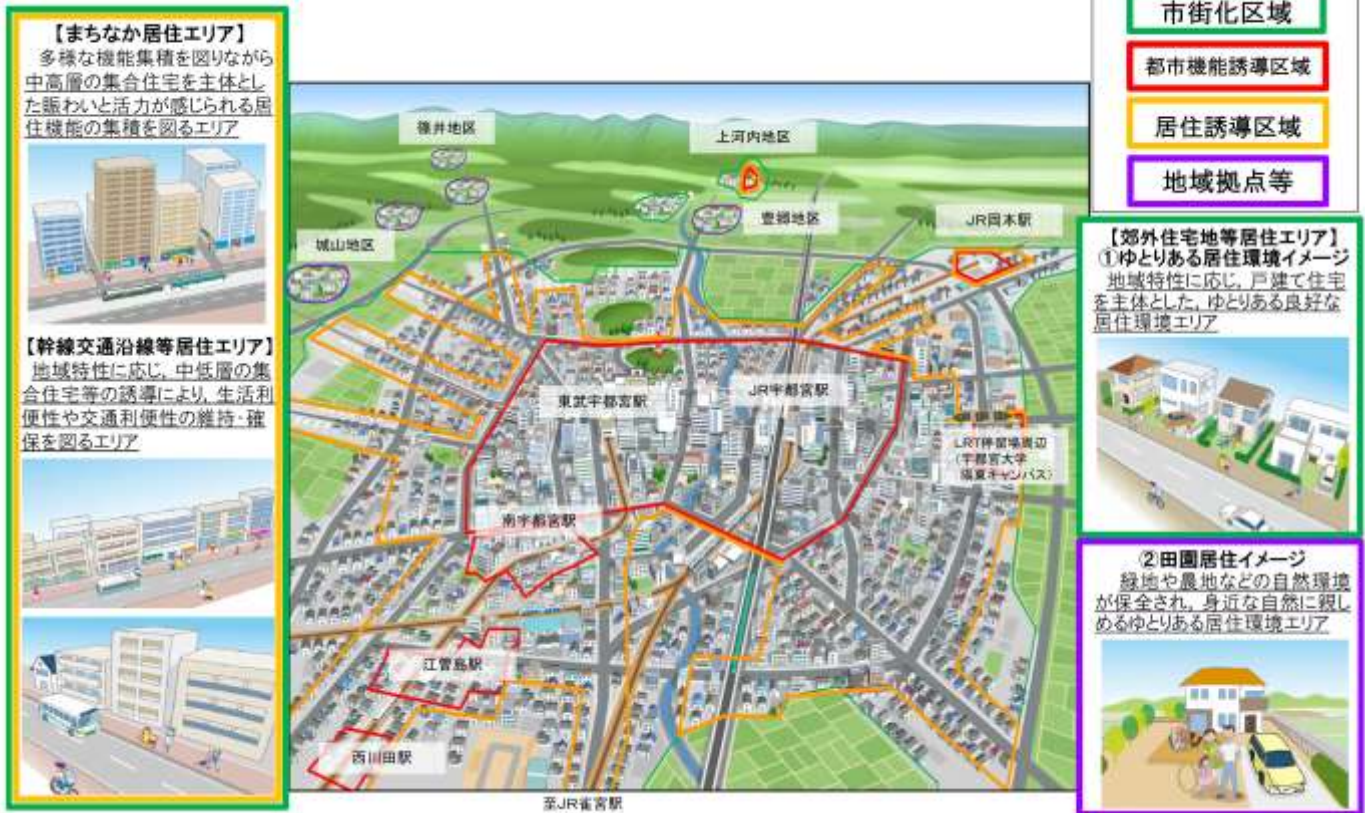 【まちなか居住エリア】
多様な機能集積を図りながら
中高層の集合住宅を主体とし
た賑わいと活力が感じられる居
住機能の集積を図るエリア
【幹線交通沿線等居住エリア】
地域特性に応じ、中低層の集
合住宅等の誘導により、生活利
便性や交通利便性の維持・確
保を図るエリア
篠井地区
上河内地区
城山地区
豊郷地区
JR岡本駅
東武宇都宮駅
JR宇都宮駅
LRT停留場周辺
(宇都宮大学
陽東キャンパス)
南宇都宮駅
江曽島駅
西川田駅
至JR雀宮駅
市街化区域
都市機能誘導区域
居住誘導区域
地域拠点等
【郊外住宅地等居住エリア】
①ゆとりある居住環境イメージ
地域特性に応じ、戸建て住宅
を主体とした、ゆとりある良好な
居住環境エリア
②田園居住イメージ
緑地や農地などの自然環境
が保全され、身近な自然に親し
めるゆとりある居住環境エリア